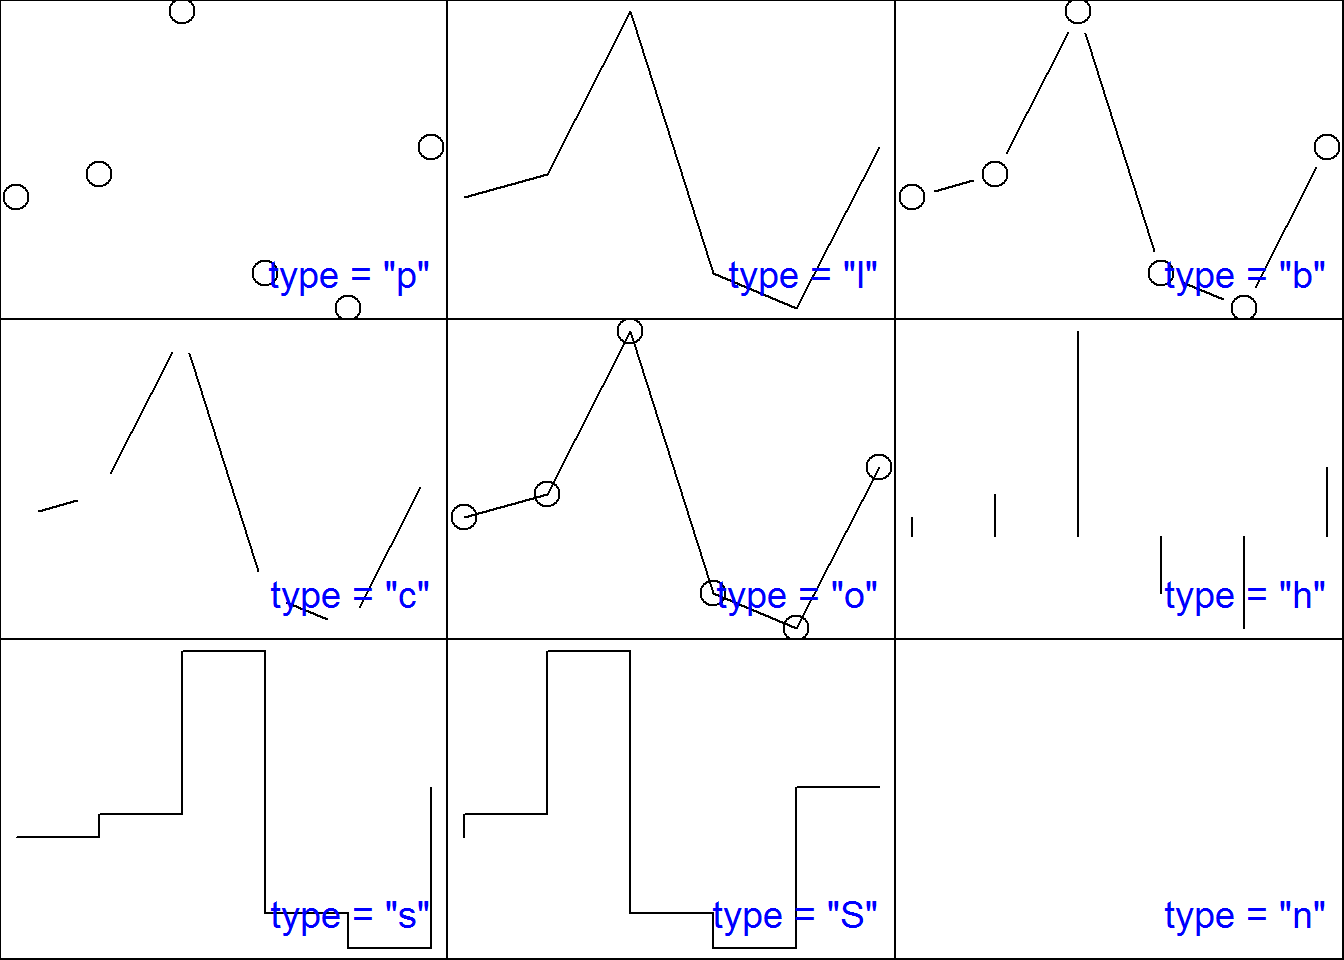 type = "p"
type = "l"
type = "b"
type = "c"
type = "o"
type = "h"
type = "s"
type = "S"
type = "n"